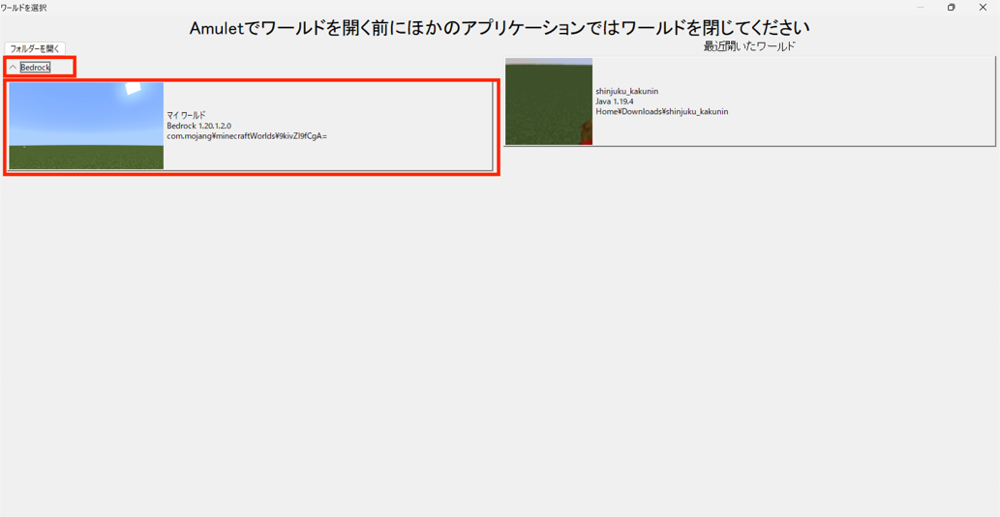 ワールドを選択
Amuletでワールドを開く前にほかのアプリケーションではワールドを閉じてください
フォルダーを開く
最近開いたワールド
Bedrock
マイ ワールド
Bedrock 1.20.1.2.0
com.mojang¥minecraftWorlds¥9kivZI9fCgA=
shinjuku_kakunin
Java 1.19.4
Home¥Downloads¥shinjuku_kakunin